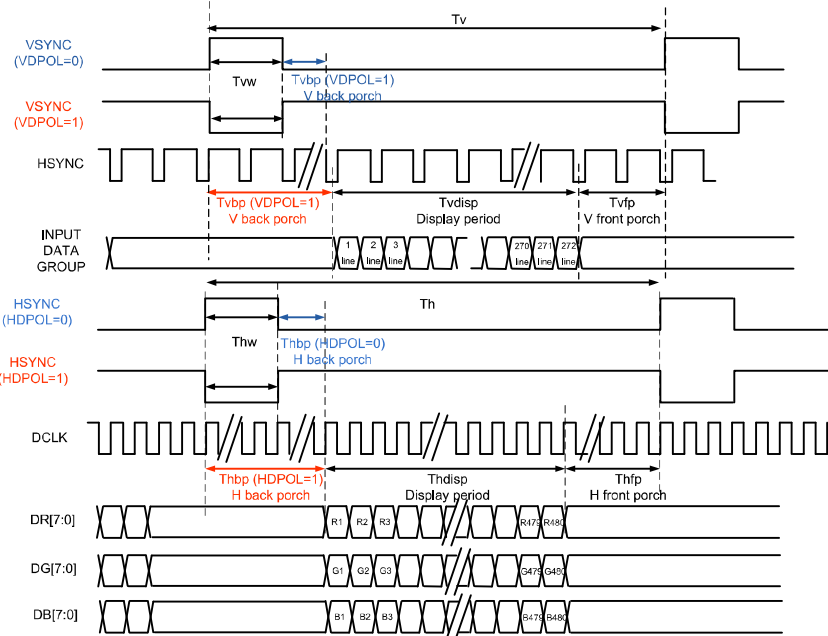 Tv
VSYNC
(VDPOL=0)
Tvw
Tvbp (VDPOL=1)
V back porch
VSYNC
(VDPOL=1)
HSYNC
Tvbp (VDPOL=1)
V back porch
Tvdisp
Display period
Tvfp
V front porch
INPUT
DATA
GROUP
1 2 3 270 271 272
line line line line line line
HSYNC
(HDPOL=0)
Th
Thw
Thbp (HDPOL=0)
H back porch
HSYNC
(HDPOL=1)
DCLK
Thbp (HDPOL=1)
H back porch
Thdisp
Display period
Thfp
H front porch
DR[7:0]
R1 R2 R3 R479 R480
DG[7:0]
G1 G2 G3 G479 G480
DB[7:0]
B1 B2 B3 B479 B480